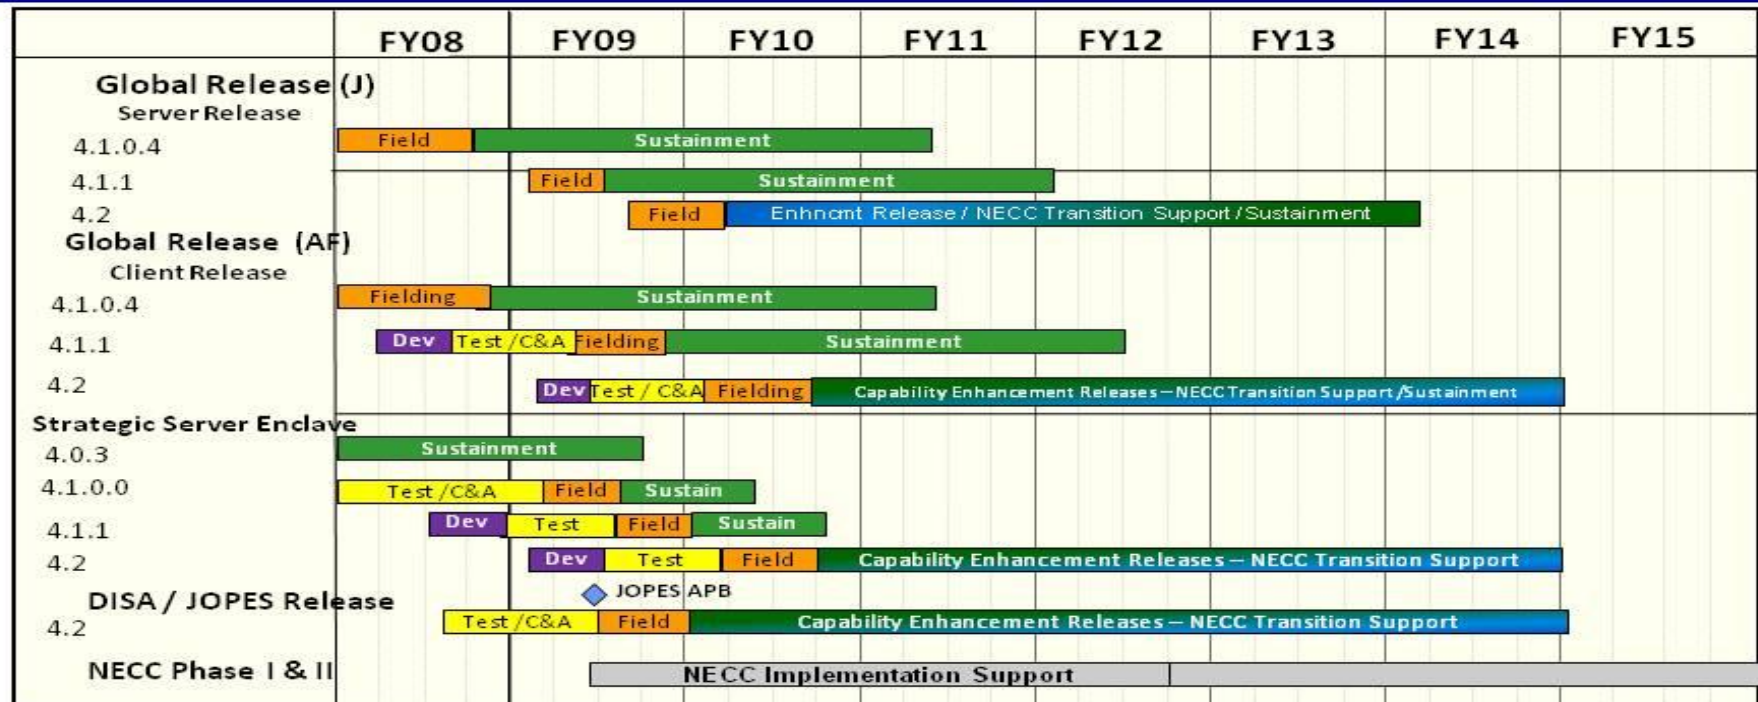 FY08 FY09 FY10 FY11 FY12 FY13 FY14 FY15
Global Release (J)
Server Release
4.1.0.4 Field Sustainment
4.1.1 Field Sustainment
4.2 Field Enhncmt Release / NECC Transition Support /Sustainment
Global Release (AF)
Client Release
4.1.0.4 Fielding Sustainment
4.1.1 Dev Test /C&A Fielding Sustainment
4.2 Dev Test / C&A Fielding Capability Enhancement Releases – NECC Transition Support /Sustainment
Strategic Server Enclave
4.0.3 Sustainment
4.1.0.0 Test /C&A Field Sustain
4.1.1 Dev Test Field Sustain
4.2 Dev Test Field Capability Enhancement Releases – NECC Transition Support
JOPES APB
DISA / JOPES Release
4.2 Test /C&A Field Capability Enhancement Releases – NECC Transition Support
NECC Phase I & II NECC Implementation Support